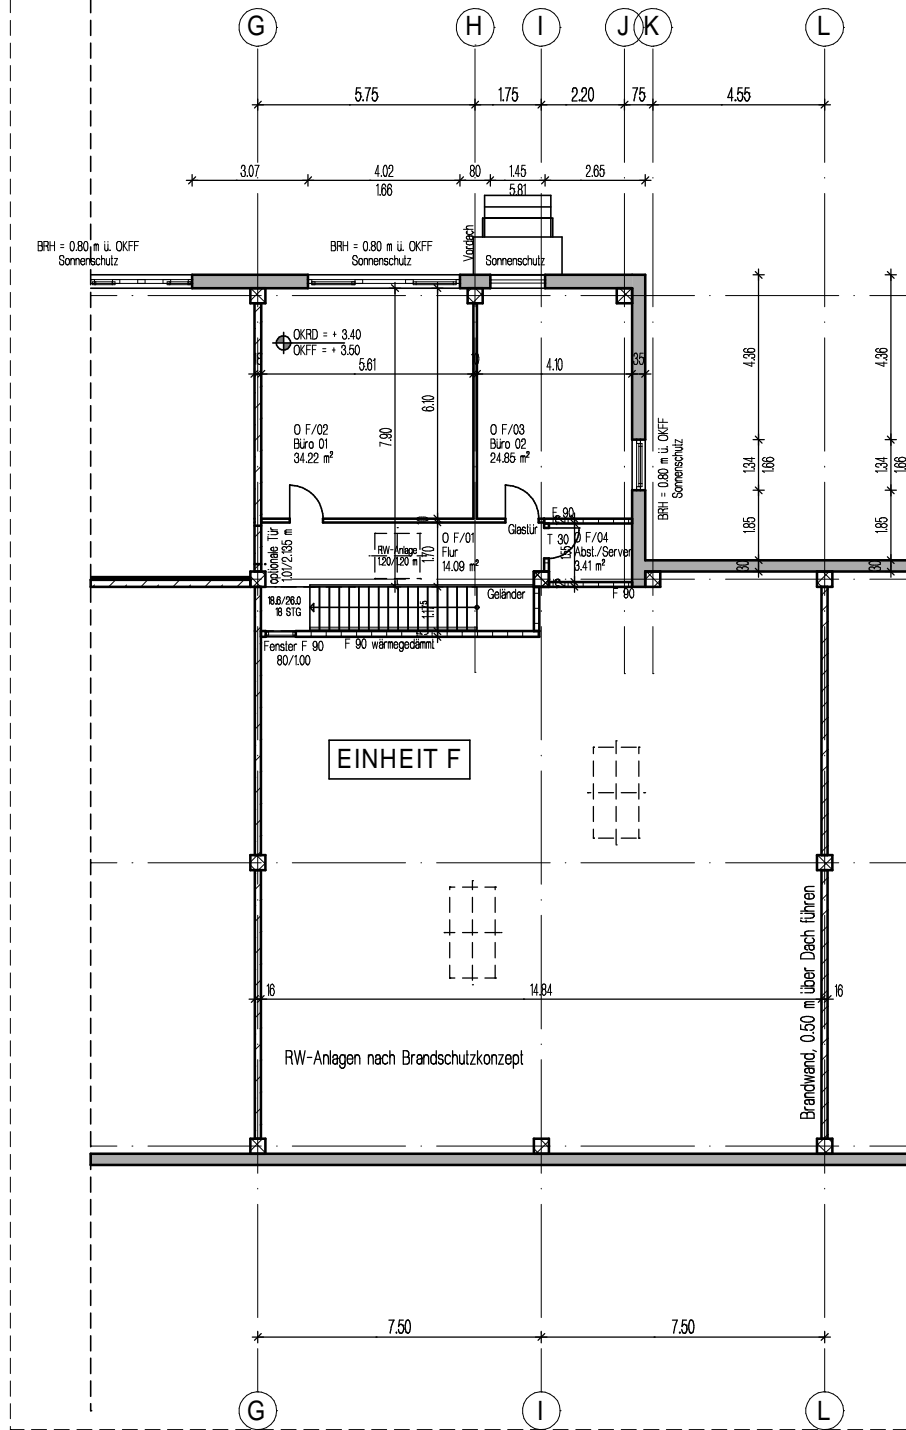 G H I J K L
5.75 1.75 2.20 75 4.55
3.07 4.02 80 1.45 2.65
1.66 5.81
BRH = 0.80 m ü. OKFF
Sonnenschutz
BRH = 0.80 m ü. OKFF
Sonnenschutz
Vordach
Sonnenschutz
OKRD = + 3.40
OKFF = + 3.50
5.61
4.10
35
7.90
6.10
4.36
1.34
1.66
1.85
30
4.36
1.34
1.66
1.85
30
BRH = 0.80 m ü. OKFF
Sonnenschutz
O F/02
Büro 01
34.22 m²
O F/03
Büro 02
24.85 m²
optionale Tür
1.01/2.135 m
RW-Anlage
1.20/1.20 m
1.70
O F/01
Flur
14.09 m²
Glastür
F 90
T 30
O F/04
Abst./Server
3.41 m²
F 90
Geländer
18.6/26.0
18 STG
1.175
Fenster F 90
80/1.00
F 90 wärmegedämmt
EINHEIT F
16 14.84 16
Brandwand, 0.50 m über Dach führen
RW-Anlagen nach Brandschutzkonzept
7.50 7.50
G I L